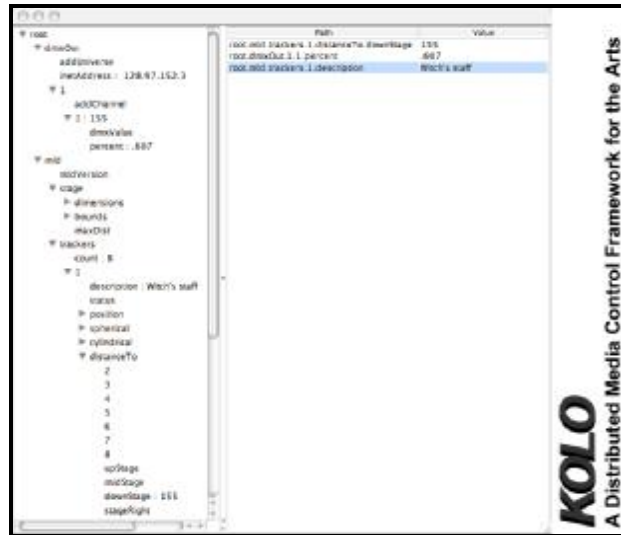 root
dmxOut
addUniverse
inetAddress : 128.97.152.3
1
addChannel
1 : 155
dmxValue
percent : .607
mid
midVersion
stage
dimensions
bounds
maxDist
trackers
count : 8
1
description : Witch's staff
status
position
spherical
cylindrical
distanceTo
2
3
4
5
6
7
8
upStage
midStage
downStage : 155
stageRight
Path Value
root.mid.trackers.1.distanceTo.downStage 155
root.dmxOut.1.1.percent .607
root.mid.trackers.1.description Witch's staff
KOLO
A Distributed Media Control Framework for the Arts